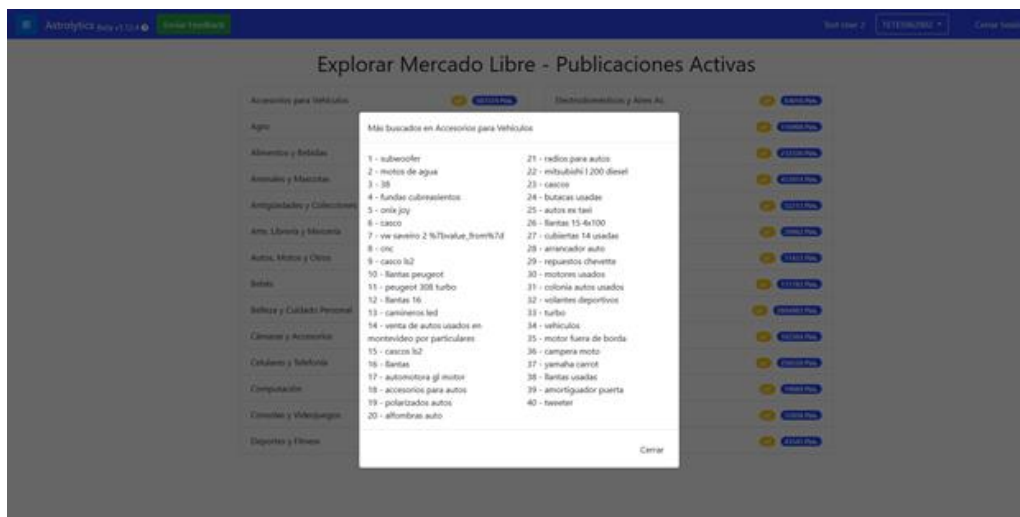 Astrolytics Beta v1.12.4
Enviar Feedback
Test User 2
Cerrar
Explorar Mercado Libre - Publicaciones Activas
Accesorios para Vehículos
Electrodomésticos y Aires Ac.
Agro
Alimentos y Bebidas
Animales y Mascotas
Antigüedades y Colecciones
Arte, Librería y Mercería
Autos, Motos y Otros
Bebés
Belleza y Cuidado Personal
Cámaras y Accesorios
Celulares y Telefonía
Computación
Consolas y Videojuegos
Deportes y Fitness
Más buscados en Accesorios para Vehículos
1 - subwoofer
2 - motos de agua
3 - 38
4 - fundas cubreasientos
5 - onix joy
6 - casco
7 - vw saveiro 2 %7bvalue_from%7d
8 - cnc
9 - casco ls2
10 - llantas peugeot
11 - peugeot 308 turbo
12 - llantas 16
13 - camineros led
14 - venta de autos usados en
montevideo por particulares
15 - cascos ls2
16 - llantas
17 - automotora gl motor
18 - accesorios para autos
19 - polarizados autos
20 - alfombras auto
21 - radios para autos
22 - mitsubishi l 200 diesel
23 - cascos
24 - butacas usadas
25 - autos ex taxi
26 - llantas 15 4x100
27 - cubiertas 14 usadas
28 - arrancador auto
29 - repuestos chevette
30 - motores usados
31 - colonia autos usados
32 - volantes deportivos
33 - turbo
34 - vehiculos
35 - motor fuera de borda
36 - campera moto
37 - yamaha carrot
38 - llantas usadas
39 - amortiguador puerta
40 - tweeter
Cerrar